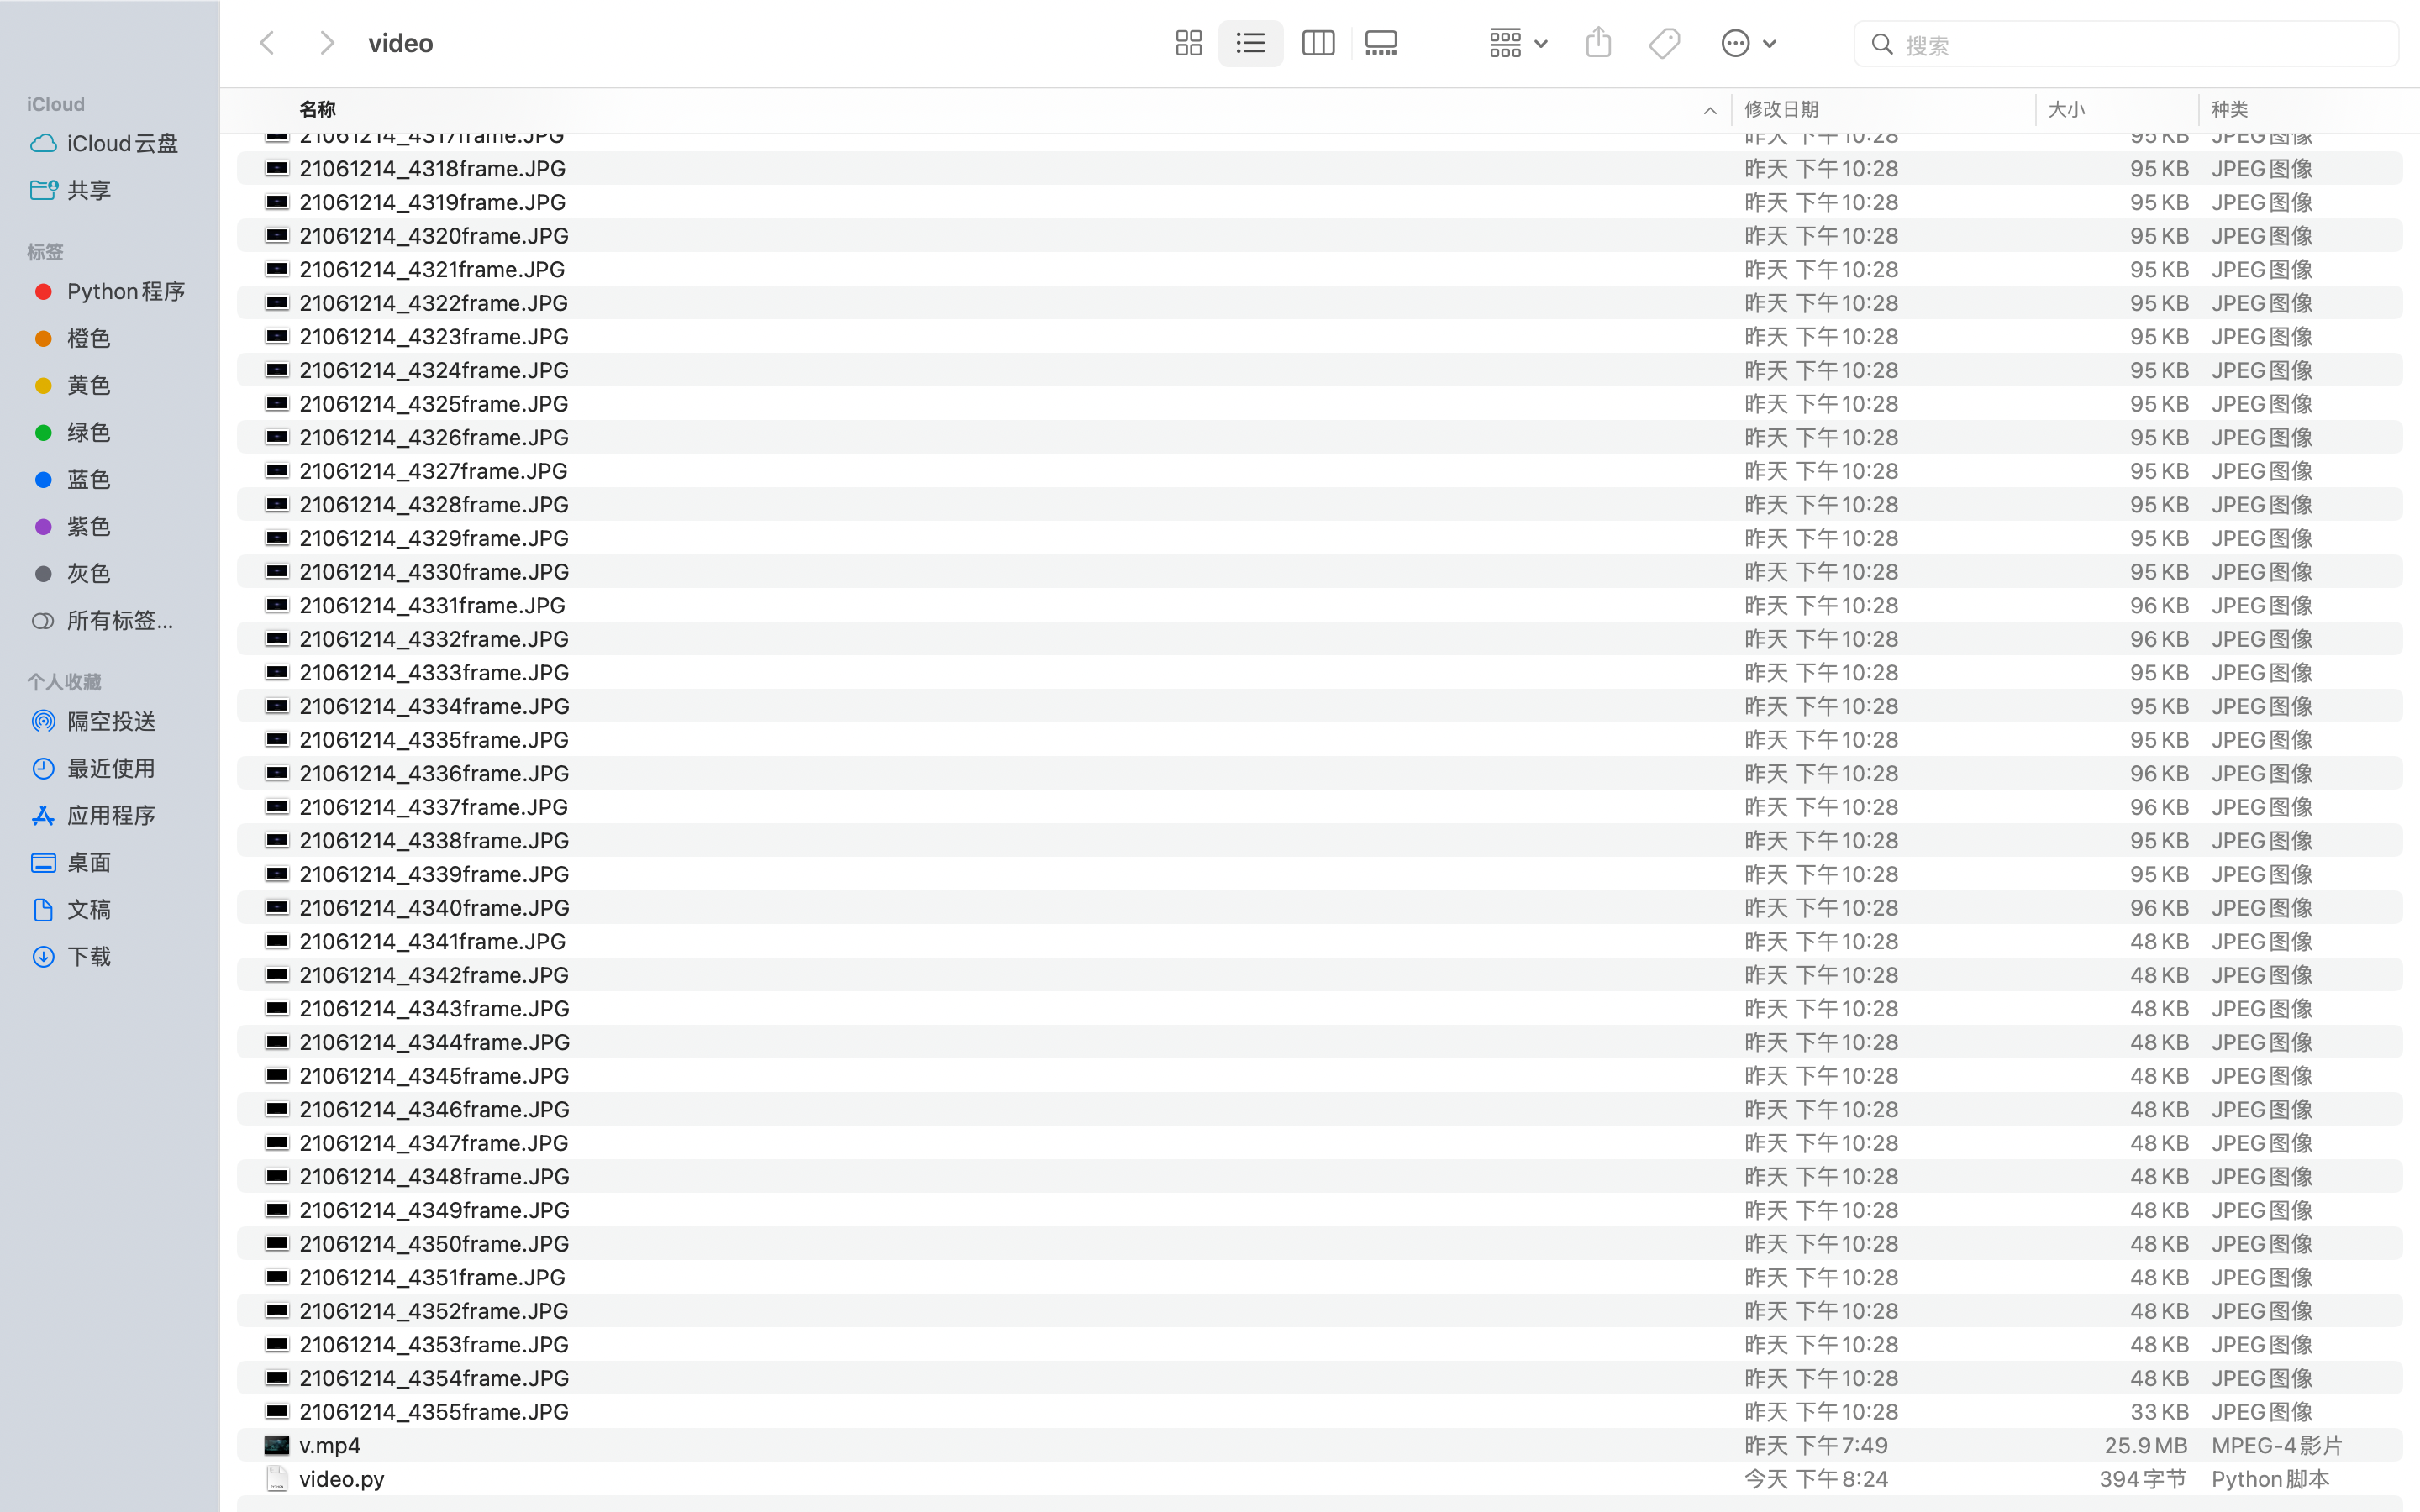 video
搜索
iCloud
iCloud云盘
共享
标签
Python程序
橙色
黄色
绿色
蓝色
紫色
灰色
所有标签...
个人收藏
隔空投送
最近使用
应用程序
桌面
文稿
下载
名称 修改日期 大小 种类
21061214_4317frame.JPG 昨天 下午10:28 95 KB JPEG图像
21061214_4318frame.JPG 昨天 下午10:28 95 KB JPEG图像
21061214_4319frame.JPG 昨天 下午10:28 95 KB JPEG图像
21061214_4320frame.JPG 昨天 下午10:28 95 KB JPEG图像
21061214_4321frame.JPG 昨天 下午10:28 95 KB JPEG图像
21061214_4322frame.JPG 昨天 下午10:28 95 KB JPEG图像
21061214_4323frame.JPG 昨天 下午10:28 95 KB JPEG图像
21061214_4324frame.JPG 昨天 下午10:28 95 KB JPEG图像
21061214_4325frame.JPG 昨天 下午10:28 95 KB JPEG图像
21061214_4326frame.JPG 昨天 下午10:28 95 KB JPEG图像
21061214_4327frame.JPG 昨天 下午10:28 95 KB JPEG图像
21061214_4328frame.JPG 昨天 下午10:28 95 KB JPEG图像
21061214_4329frame.JPG 昨天 下午10:28 95 KB JPEG图像
21061214_4330frame.JPG 昨天 下午10:28 95 KB JPEG图像
21061214_4331frame.JPG 昨天 下午10:28 96 KB JPEG图像
21061214_4332frame.JPG 昨天 下午10:28 96 KB JPEG图像
21061214_4333frame.JPG 昨天 下午10:28 95 KB JPEG图像
21061214_4334frame.JPG 昨天 下午10:28 95 KB JPEG图像
21061214_4335frame.JPG 昨天 下午10:28 95 KB JPEG图像
21061214_4336frame.JPG 昨天 下午10:28 96 KB JPEG图像
21061214_4337frame.JPG 昨天 下午10:28 96 KB JPEG图像
21061214_4338frame.JPG 昨天 下午10:28 95 KB JPEG图像
21061214_4339frame.JPG 昨天 下午10:28 95 KB JPEG图像
21061214_4340frame.JPG 昨天 下午10:28 96 KB JPEG图像
21061214_4341frame.JPG 昨天 下午10:28 48 KB JPEG图像
21061214_4342frame.JPG 昨天 下午10:28 48 KB JPEG图像
21061214_4343frame.JPG 昨天 下午10:28 48 KB JPEG图像
21061214_4344frame.JPG 昨天 下午10:28 48 KB JPEG图像
21061214_4345frame.JPG 昨天 下午10:28 48 KB JPEG图像
21061214_4346frame.JPG 昨天 下午10:28 48 KB JPEG图像
21061214_4347frame.JPG 昨天 下午10:28 48 KB JPEG图像
21061214_4348frame.JPG 昨天 下午10:28 48 KB JPEG图像
21061214_4349frame.JPG 昨天 下午10:28 48 KB JPEG图像
21061214_4350frame.JPG 昨天 下午10:28 48 KB JPEG图像
21061214_4351frame.JPG 昨天 下午10:28 48 KB JPEG图像
21061214_4352frame.JPG 昨天 下午10:28 48 KB JPEG图像
21061214_4353frame.JPG 昨天 下午10:28 48 KB JPEG图像
21061214_4354frame.JPG 昨天 下午10:28 48 KB JPEG图像
21061214_4355frame.JPG 昨天 下午10:28 33 KB JPEG图像
v.mp4 昨天 下午7:49 25.9 MB MPEG-4影片
video.py 今天 下午8:24 394字节 Python脚本